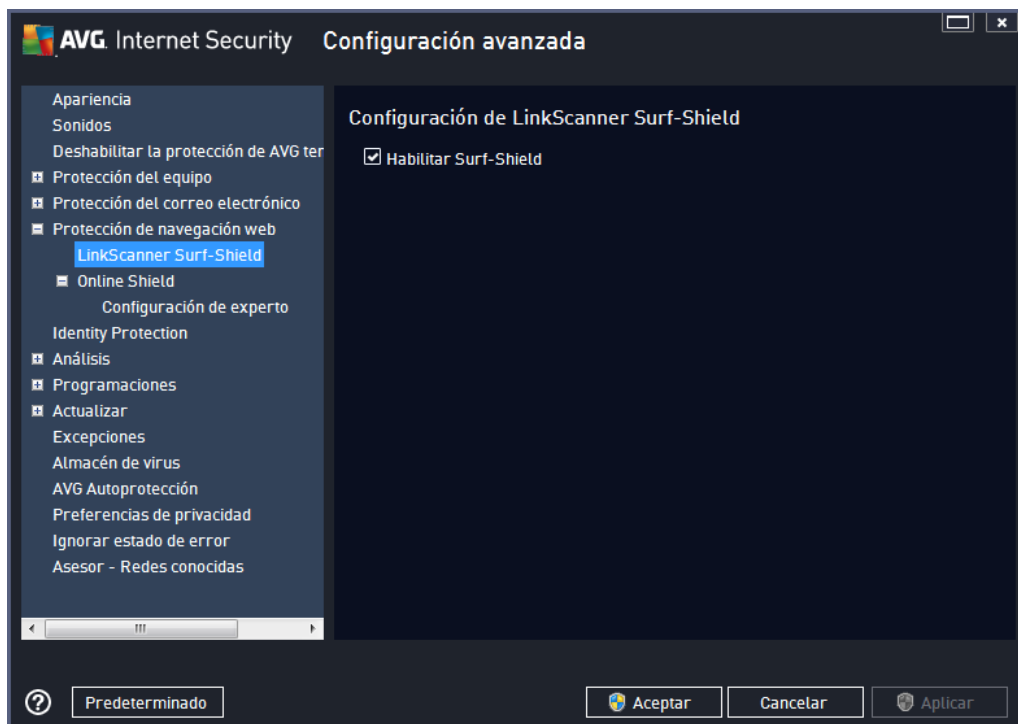 AVG. Internet Security Configuración avanzada
Apariencia
Sonidos
Deshabilitar la protección de AVG ter
Protección del equipo
Protección del correo electrónico
Protección de navegación web
LinkScanner Surf-Shield
Online Shield
Configuración de experto
Identity Protection
Análisis
Programaciones
Actualizar
Excepciones
Almacén de virus
AVG Autoprotección
Preferencias de privacidad
Ignorar estado de error
Asesor - Redes conocidas
Configuración de LinkScanner Surf-Shield
Habilitar Surf-Shield
Predeterminado
Aceptar
Cancelar
Aplicar